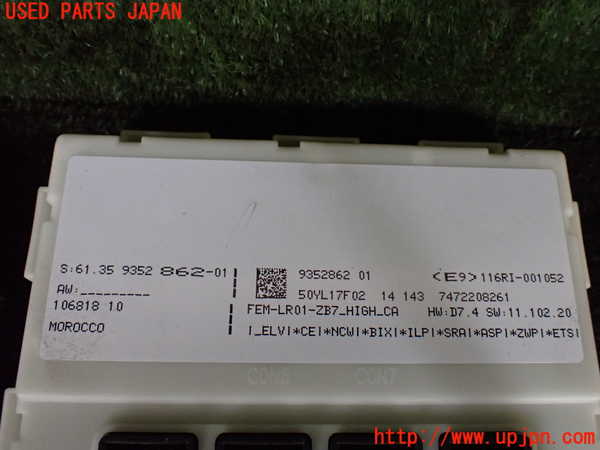 USED PARTS JAPAN
S:61.35 9352 862-01
AW:_________
106818 10
MOROCCO
9352862 01
<E9>116RI-001052
50YL17F02 14 143 7472208261
FEM-LR01-ZB7_HIGH_CA HW:D7.4 SW:11.102.20
|_ELV|*CE|*NCW|*BIX|*ILP|*SRA|*ASP|*ZWP|*ETS|
CON6 CON7
http://www.upjpn.com/